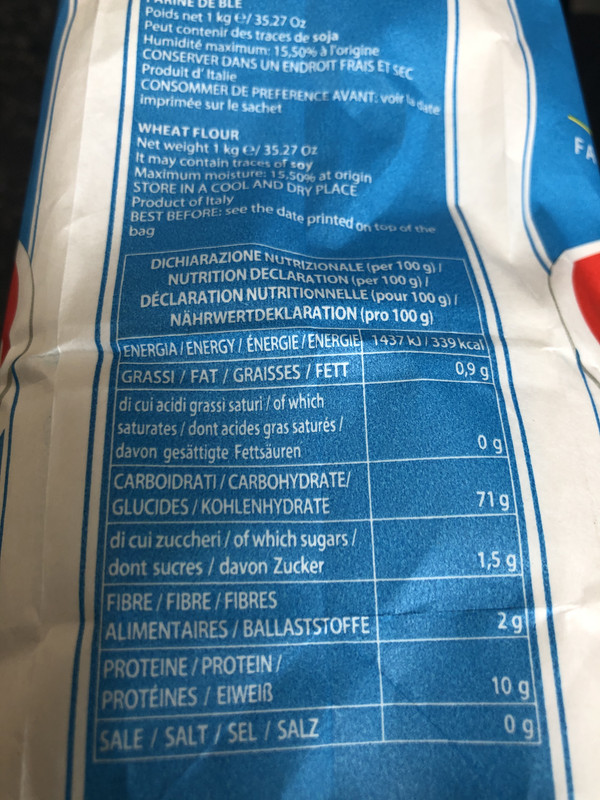 FARINE DE BLÉ
Poids net 1 kg ℮/ 35.27 Oz
Peut contenir des traces de soja
Humidité maximum: 15,50% à l'origine
CONSERVER DANS UN ENDROIT FRAIS ET SEC
Produit d' Italie
CONSOMMER DE PREFERENCE AVANT: voir la date
imprimée sur le sachet
WHEAT FLOUR
Net weight 1 kg ℮/ 35.27 Oz
It may contain traces of soy
Maximum moisture: 15.50% at origin
STORE IN A COOL AND DRY PLACE
Product of Italy
BEST BEFORE: see the date printed on top of the
bag
DICHIARAZIONE NUTRIZIONALE (per 100 g) /
NUTRITION DECLARATION (per 100 g) /
DÉCLARATION NUTRITIONNELLE (pour 100 g) /
NÄHRWERTDEKLARATION (pro 100 g)
ENERGIA / ENERGY / ÉNERGIE / ENERGIE 1437 kJ / 339 kcal
GRASSI / FAT / GRAISSES / FETT 0,9 g
di cui acidi grassi saturi / of which
saturates / dont acides gras saturés /
davon gesättigte Fettsäuren 0 g
CARBOIDRATI / CARBOHYDRATE/
GLUCIDES / KOHLENHYDRATE 71 g
di cui zuccheri / of which sugars /
dont sucres / davon Zucker 1,5 g
FIBRE / FIBRE / FIBRES
ALIMENTAIRES / BALLASTSTOFFE 2 g
PROTEINE / PROTEIN /
PROTÉINES / EIWEIß 10 g
SALE / SALT / SEL / SALZ 0 g
FA